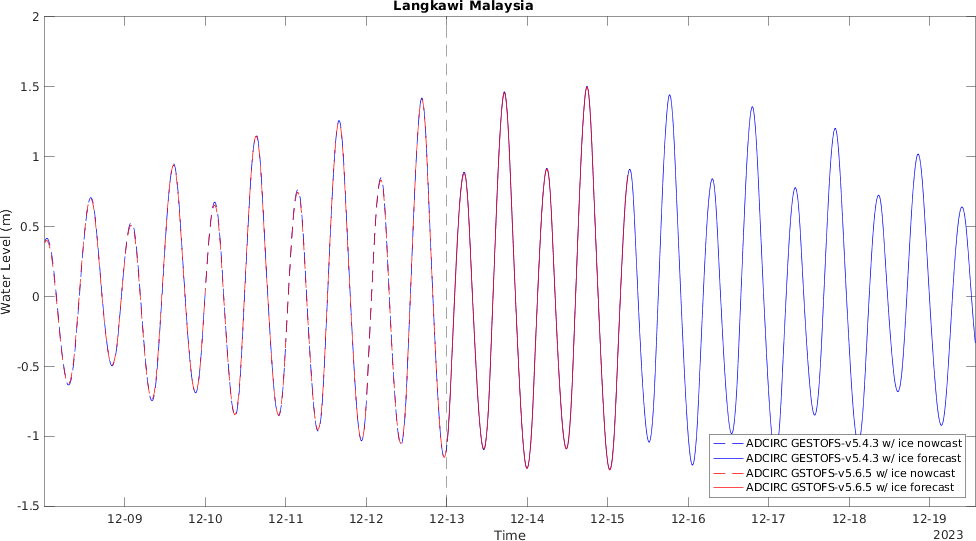 Langkawi Malaysia
2
1.5
1
0.5
0
-0.5
-1
-1.5
Water Level (m)
ADCIRC GESTOFS-v5.4.3 w/ ice nowcast
ADCIRC GESTOFS-v5.4.3 w/ ice forecast
ADCIRC GSTOFS-v5.6.5 w/ ice nowcast
ADCIRC GSTOFS-v5.6.5 w/ ice forecast
12-09 12-10 12-11 12-12 12-13 12-14 12-15 12-16 12-17 12-18 12-19
Time 2023